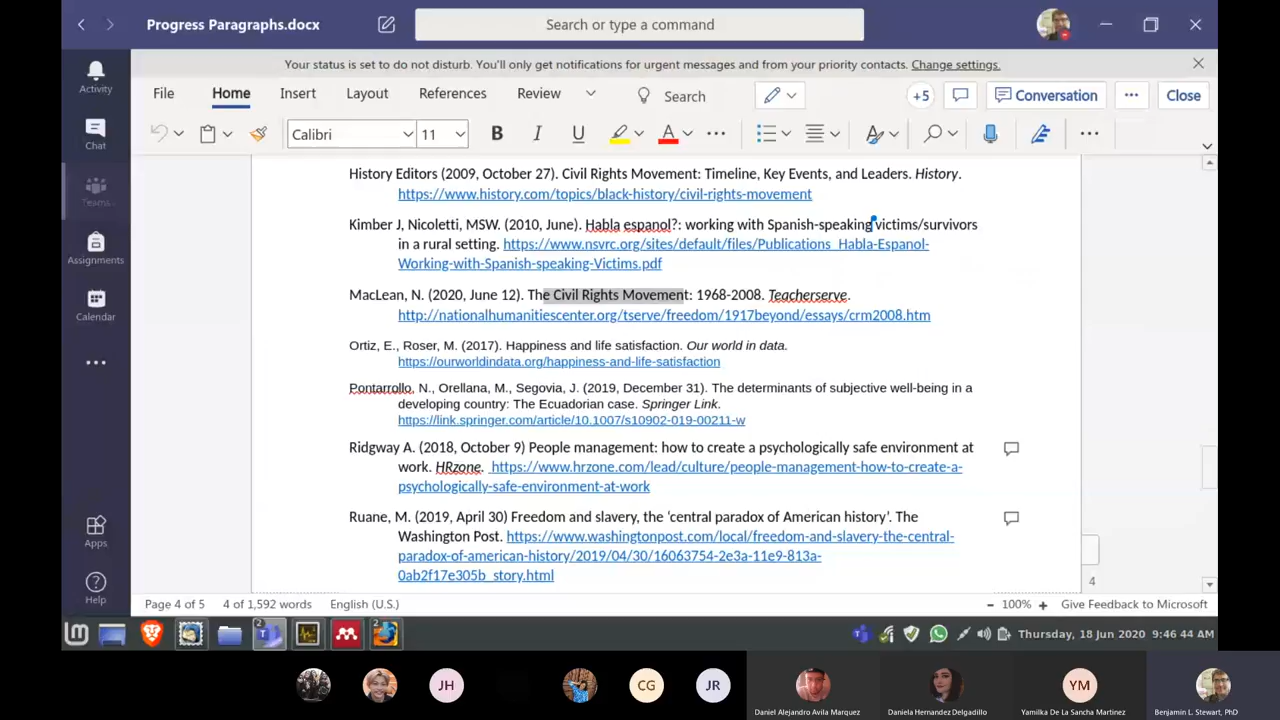 Progress Paragraphs.docx
Search or type a command
Your status is set to do not disturb. You'll only get notifications for urgent messages and from your priority contacts. Change settings.
Activity
Chat
Teams
Assignments
Calendar
Apps
Help
File Home Insert Layout References Review Search +5 Conversation Close
Calibri 11 B I U A
History Editors (2009, October 27). Civil Rights Movement: Timeline, Key Events, and Leaders. History.
https://www.history.com/topics/black-history/civil-rights-movement
Kimber J, Nicoletti, MSW. (2010, June). Habla espanol?: working with Spanish-speaking victims/survivors
in a rural setting. https://www.nsvrc.org/sites/default/files/Publications_Habla-Espanol-
Working-with-Spanish-speaking-Victims.pdf
MacLean, N. (2020, June 12). The Civil Rights Movement: 1968-2008. Teacherserve.
http://nationalhumanitiescenter.org/tserve/freedom/1917beyond/essays/crm2008.htm
Ortiz, E., Roser, M. (2017). Happiness and life satisfaction. Our world in data.
https://ourworldindata.org/happiness-and-life-satisfaction
Pontarrollo, N., Orellana, M., Segovia, J. (2019, December 31). The determinants of subjective well-being in a
developing country: The Ecuadorian case. Springer Link.
https://link.springer.com/article/10.1007/s10902-019-00211-w
Ridgway A. (2018, October 9) People management: how to create a psychologically safe environment at
work. HRzone. https://www.hrzone.com/lead/culture/people-management-how-to-create-a-
psychologically-safe-environment-at-work
Ruane, M. (2019, April 30) Freedom and slavery, the ‘central paradox of American history’. The
Washington Post. https://www.washingtonpost.com/local/freedom-and-slavery-the-central-
paradox-of-american-history/2019/04/30/16063754-2e3a-11e9-813a-
0ab2f17e305b_story.html
4
Page 4 of 5 4 of 1,592 words English (U.S.) - 100% + Give Feedback to Microsoft
2 2 Thursday, 18 Jun 2020 9:46:44 AM
JH CG JR YM
Daniel Alejandro Avila Marquez Daniela Hernandez Delgadillo Yamilka De La Sancha Martinez Benjamin L. Stewart, PhD